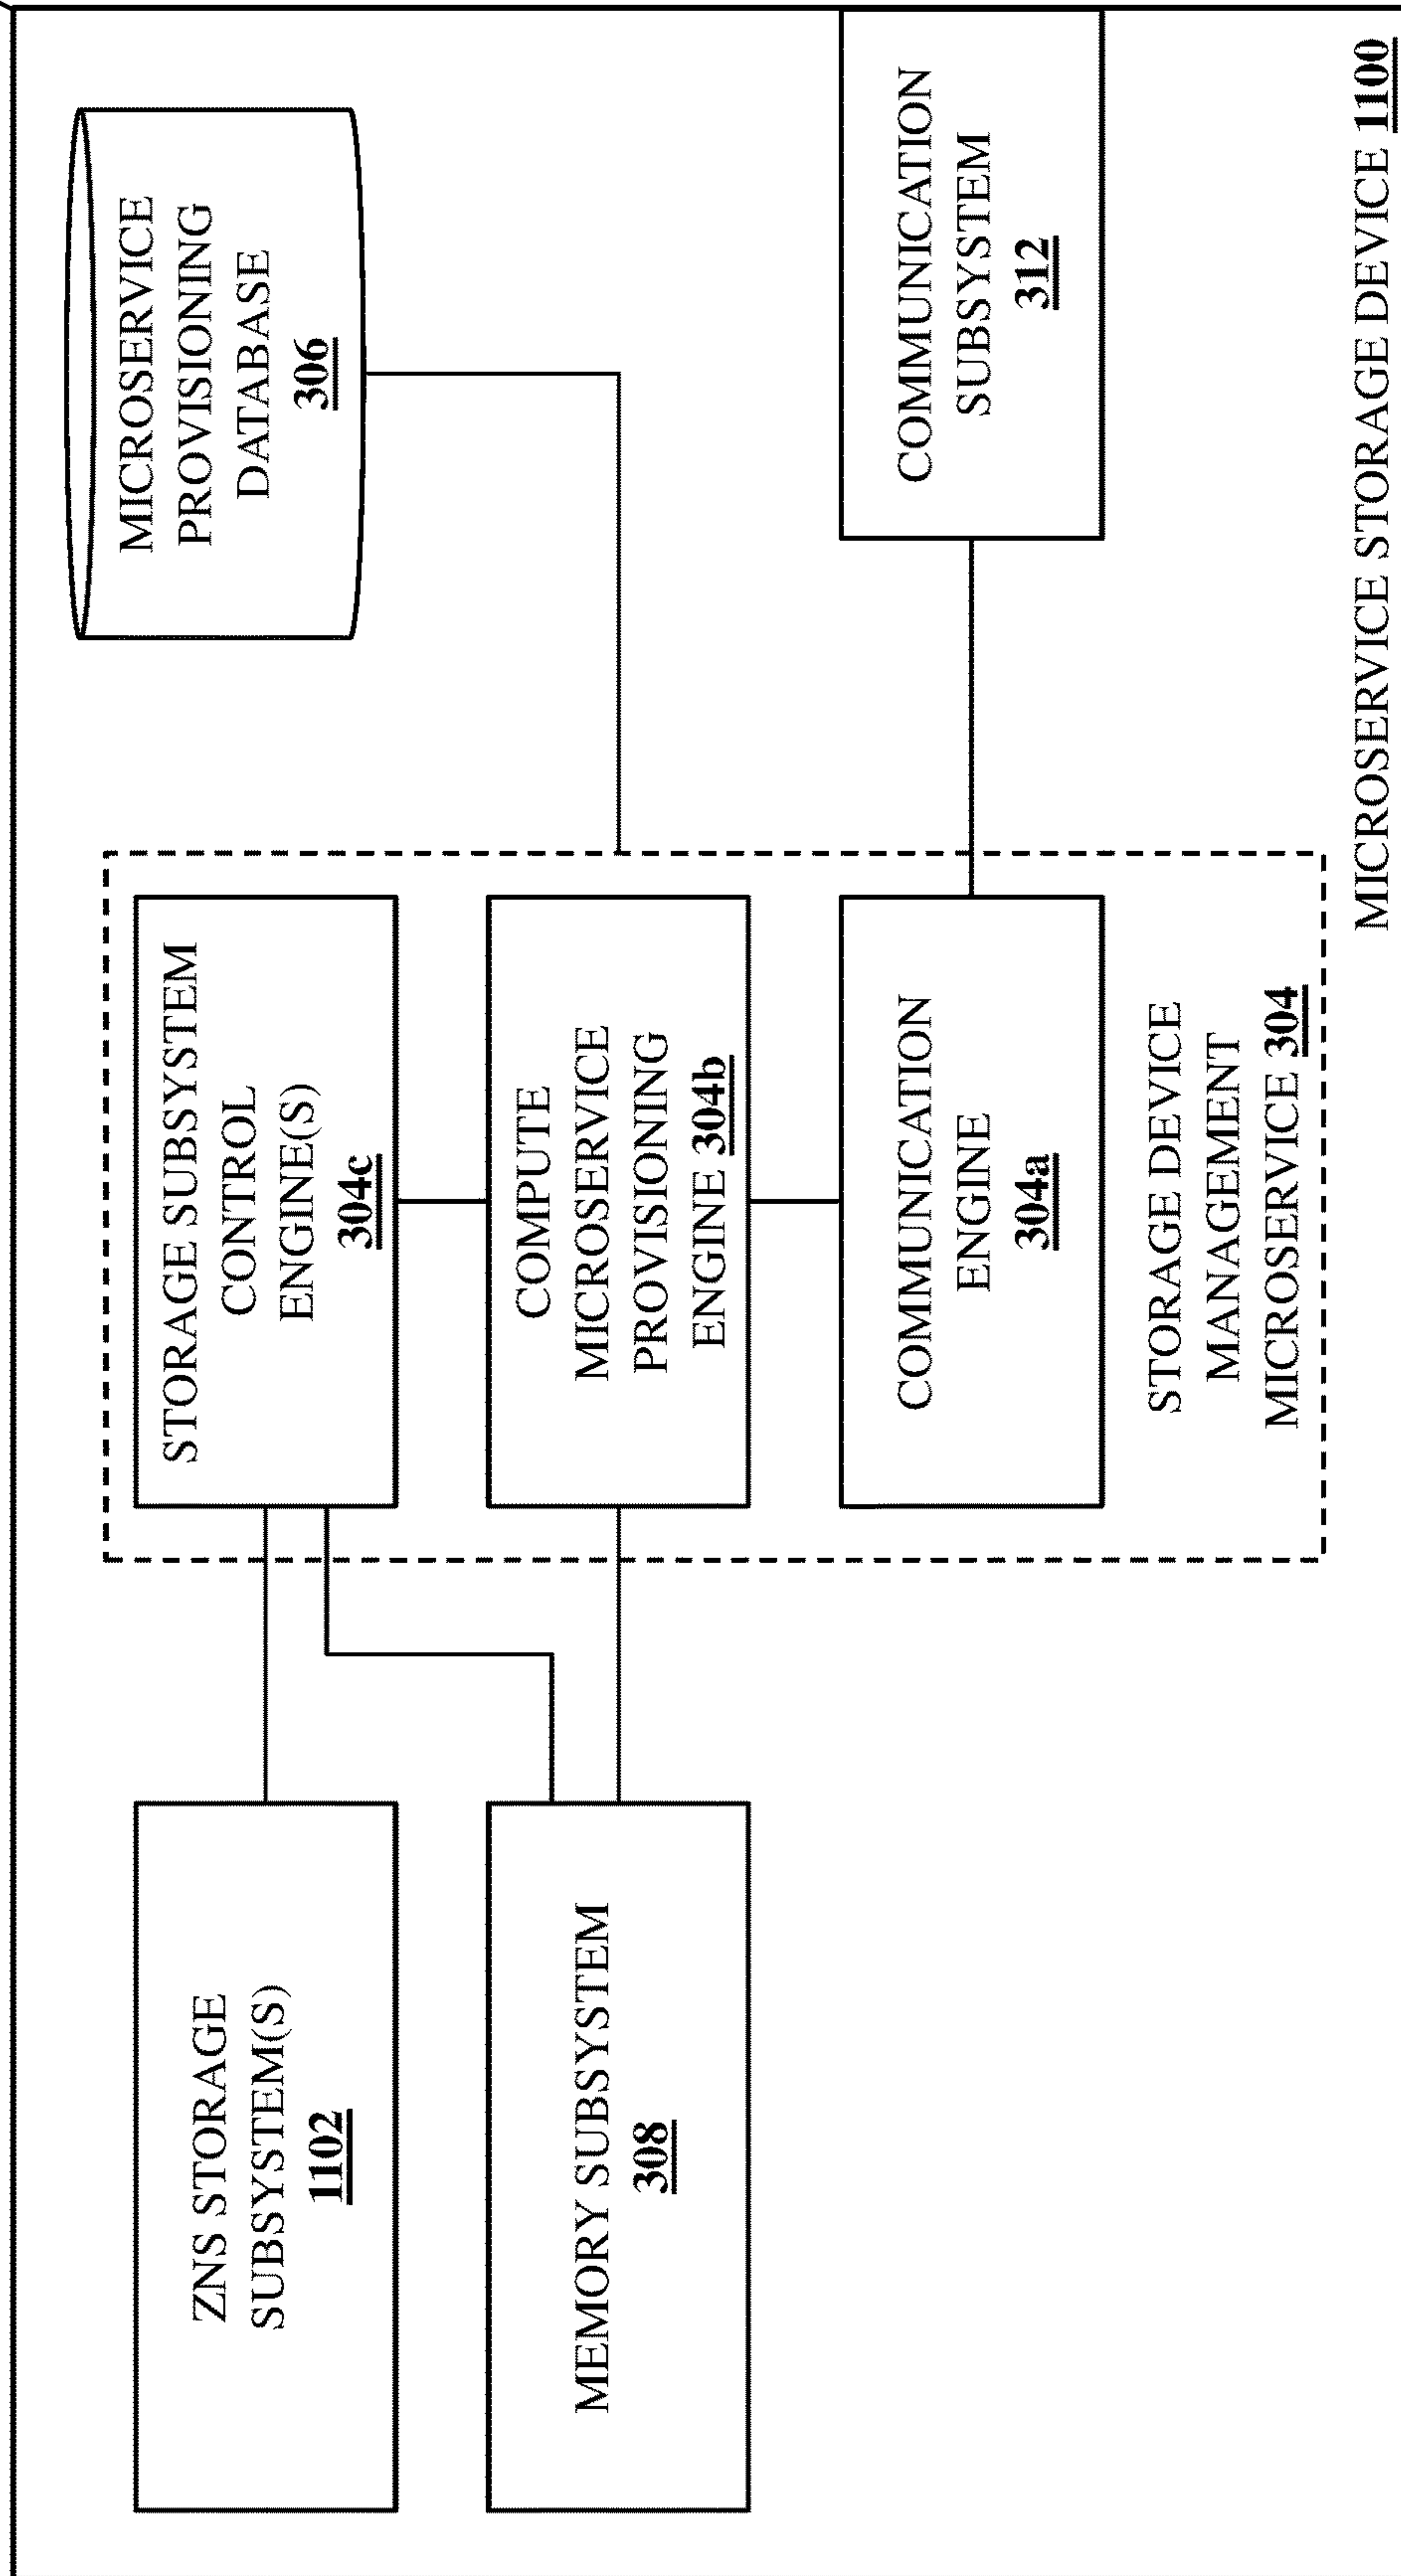 ZNS STORAGE
SUBSYSTEM(S)
1102
STORAGE SUBSYSTEM
CONTROL
ENGINE(S)
304c
MICROSERVICE
PROVISIONING
DATABASE
306
MEMORY SUBSYSTEM
308
COMPUTE
MICROSERVICE
PROVISIONING
ENGINE 304b
COMMUNICATION
ENGINE
304a
COMMUNICATION
SUBSYSTEM
312
STORAGE DEVICE
MANAGEMENT
MICROSERVICE 304
MICROSERVICE STORAGE DEVICE 1100